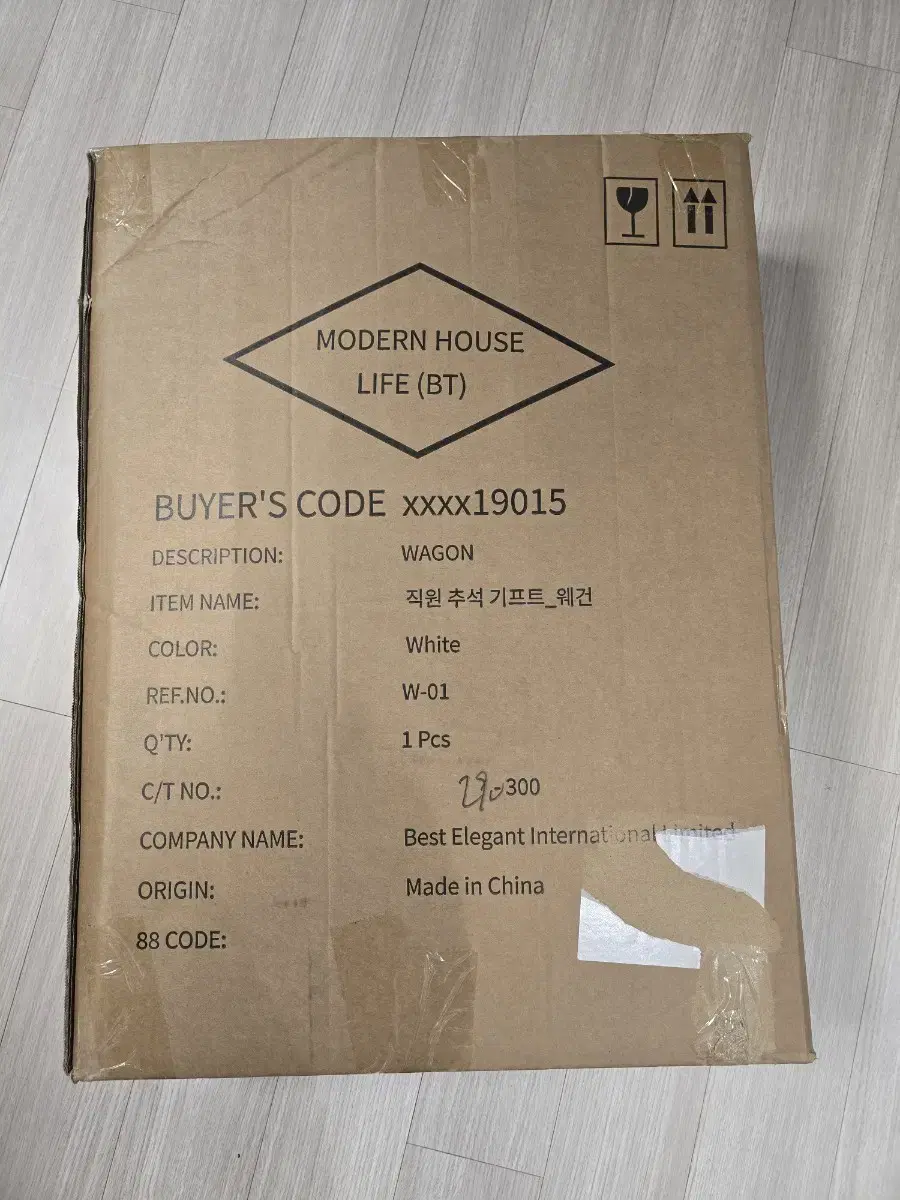 MODERN HOUSE
LIFE (BT)
BUYER'S CODE xxxx19015
DESCRIPTION: WAGON
ITEM NAME: 직원 추석 기프트_웨건
COLOR: White
REF.NO.: W-01
Q'TY: 1 Pcs
C/T NO.: 290-300
COMPANY NAME: Best Elegant International Limited
ORIGIN: Made in China
88 CODE: